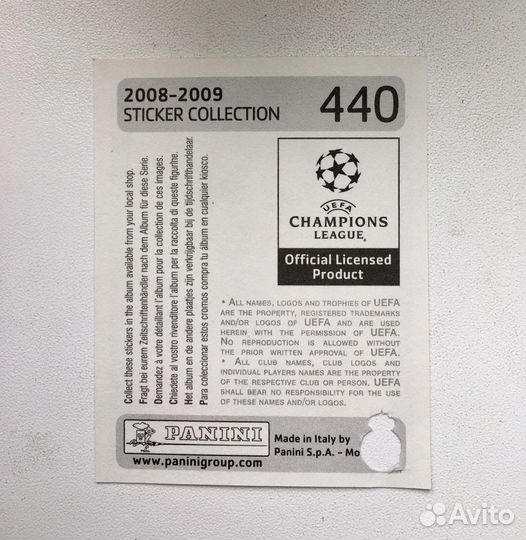 2008-2009
STICKER COLLECTION
440
Collect these stickers in the album available from your local shop.
Fragt bei eurem Zeitschriftenhändler nach dem Album für diese Serie.
Demandez à votre détaillant l'album pour la collection de ces images.
Chiedete al vostro rivenditore l'album per la raccolta di queste figurine.
Het album en de andere plaatjes zijn verkrijgbaar bij de tijdschrifthandelaar.
Para coleccionar estos cromos compra tu álbum en cualquier kiosco.
UEFA
CHAMPIONS
LEAGUE®
Official Licensed
Product
* ALL NAMES, LOGOS AND TROPHIES OF UEFA
ARE THE PROPERTY, REGISTERED TRADEMARKS
AND/OR LOGOS OF UEFA AND ARE USED
HEREIN WITH THE PERMISSION OF UEFA.
NO REPRODUCTION IS ALLOWED WITHOUT
THE PRIOR WRITTEN APPROVAL OF UEFA.
* ALL CLUB NAMES, CLUB LOGOS AND
INDIVIDUAL PLAYERS NAMES ARE THE PROPERTY
OF THE RESPECTIVE CLUB OR PERSON. UEFA
SHALL BEAR NO RESPONSIBILITY FOR THE USE
OF THESE NAMES AND/OR LOGOS.
PANINI
www.paninigroup.com
Made in Italy by
Panini S.p.A. - Mo
Avito